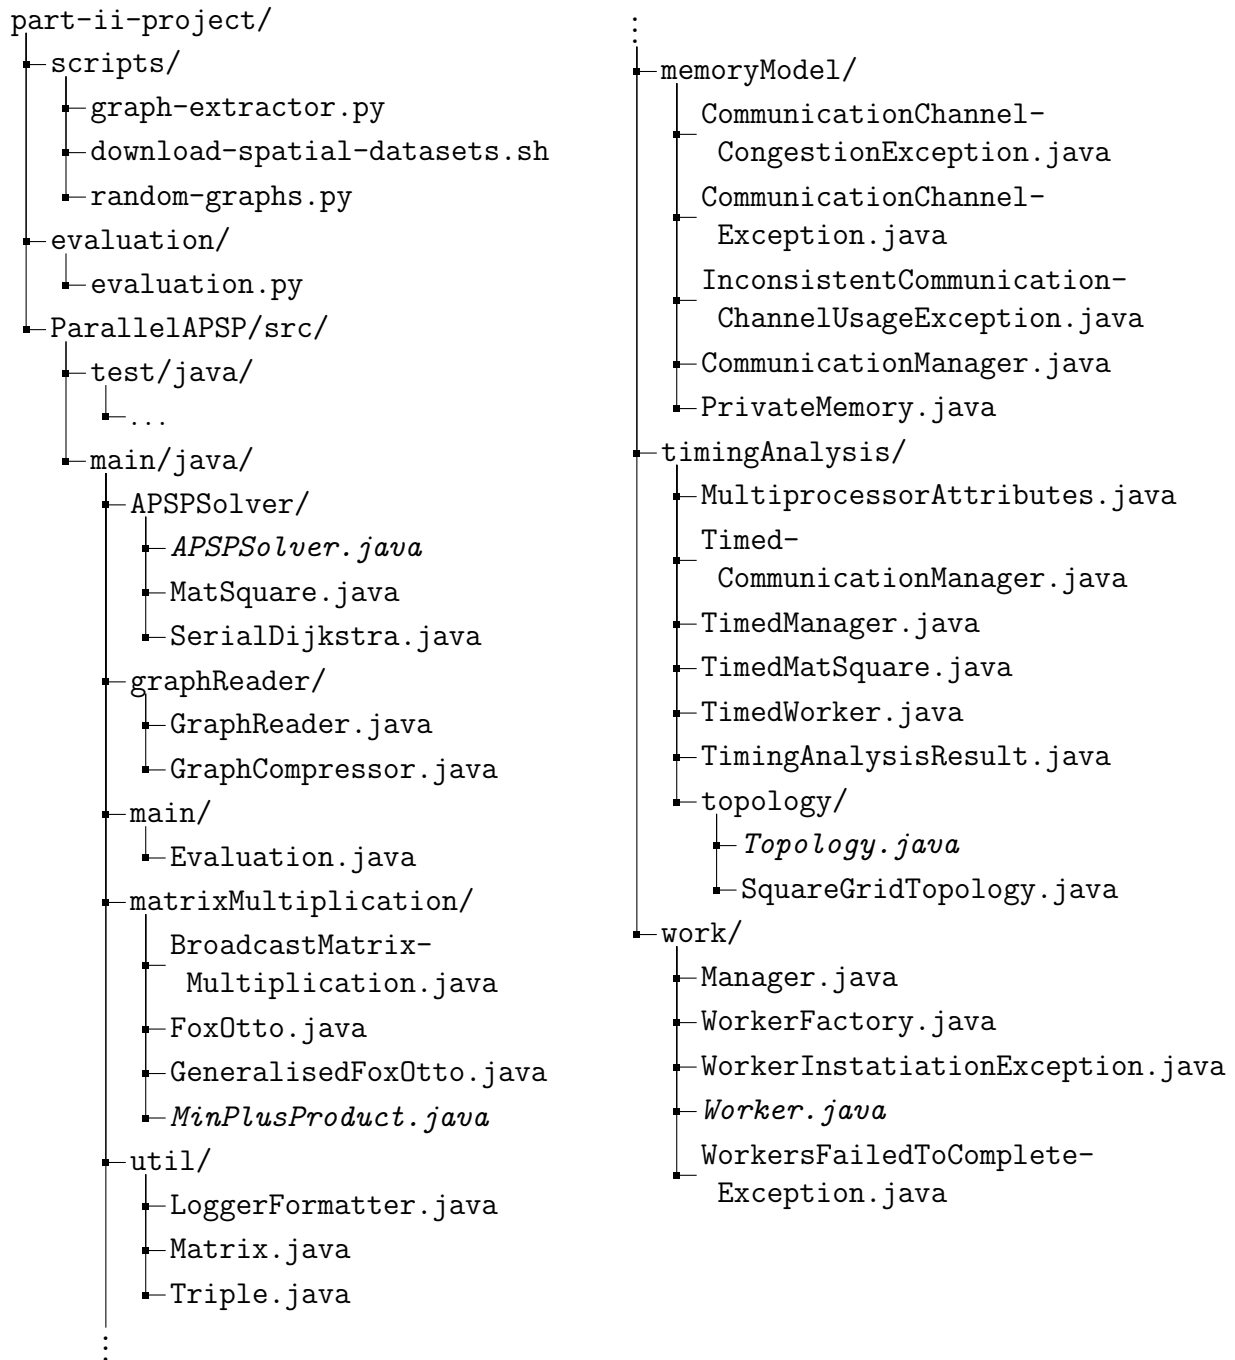 part-ii-project/
scripts/
graph-extractor.py
download-spatial-datasets.sh
random-graphs.py
evaluation/
evaluation.py
ParallelAPSP/src/
test/java/
...
main/java/
APSPSolver/
APSPSolver.java
MatSquare.java
SerialDijkstra.java
graphReader/
GraphReader.java
GraphCompressor.java
main/
Evaluation.java
matrixMultiplication/
BroadcastMatrix-
Multiplication.java
FoxOtto.java
GeneralisedFoxOtto.java
MinPlusProduct.java
util/
LoggerFormatter.java
Matrix.java
Triple.java
⋮
⋮
memoryModel/
CommunicationChannel-
CongestionException.java
CommunicationChannel-
Exception.java
InconsistentCommunication-
ChannelUsageException.java
CommunicationManager.java
PrivateMemory.java
timingAnalysis/
MultiprocessorAttributes.java
Timed-
CommunicationManager.java
TimedManager.java
TimedMatSquare.java
TimedWorker.java
TimingAnalysisResult.java
topology/
Topology.java
SquareGridTopology.java
work/
Manager.java
WorkerFactory.java
WorkerInstatiationException.java
Worker.java
WorkersFailedToComplete-
Exception.java